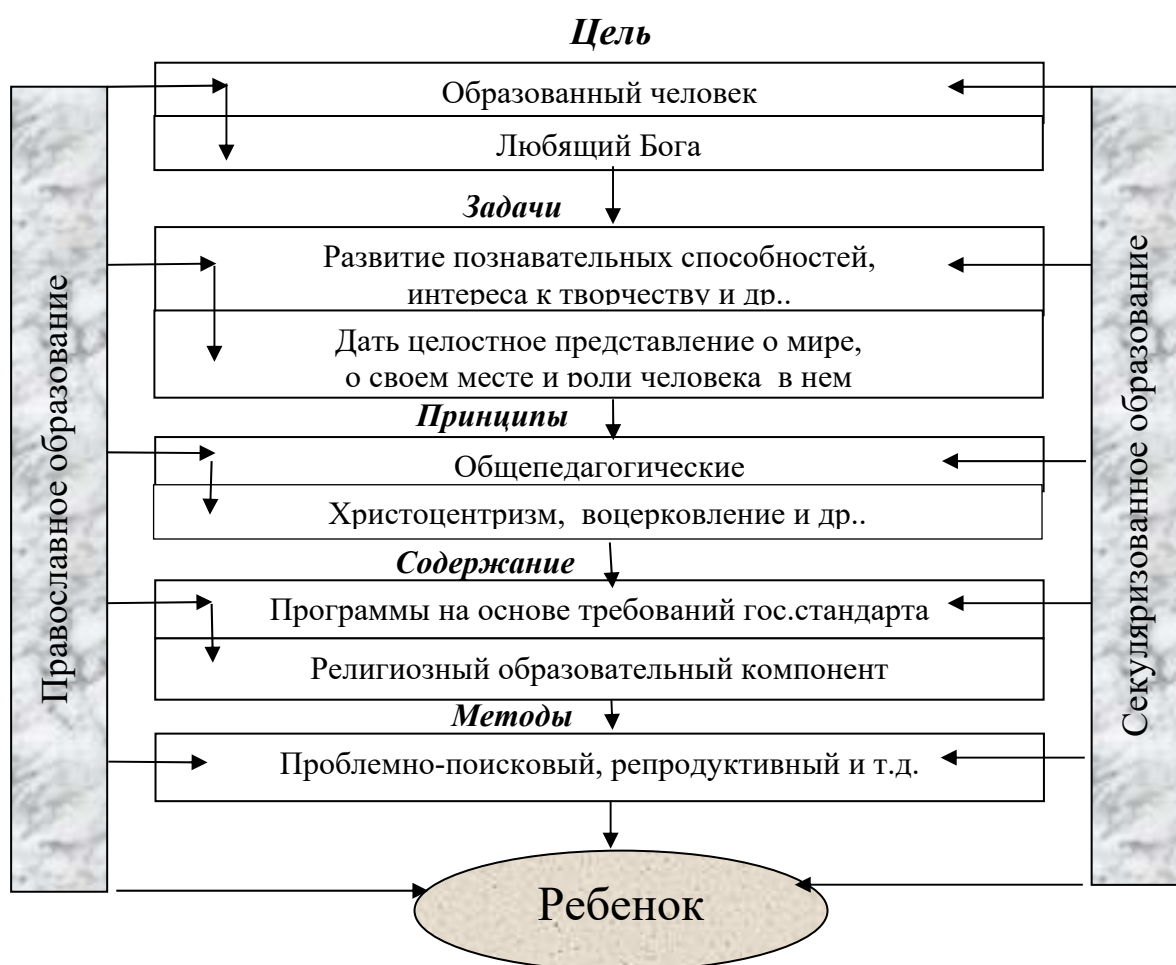 Цель
Образованный человек
Любящий Бога
Задачи
Развитие познавательных способностей,
интереса к творчеству и др..
Дать целостное представление о мире,
о своем месте и роли человека в нем
Принципы
Общепедагогические
Христоцентризм, воцерковление и др..
Содержание
Программы на основе требований гос.стандарта
Религиозный образовательный компонент
Методы
Проблемно-поисковый, репродуктивный и т.д.
Ребенок
Православное образование
Секуляризованное образование